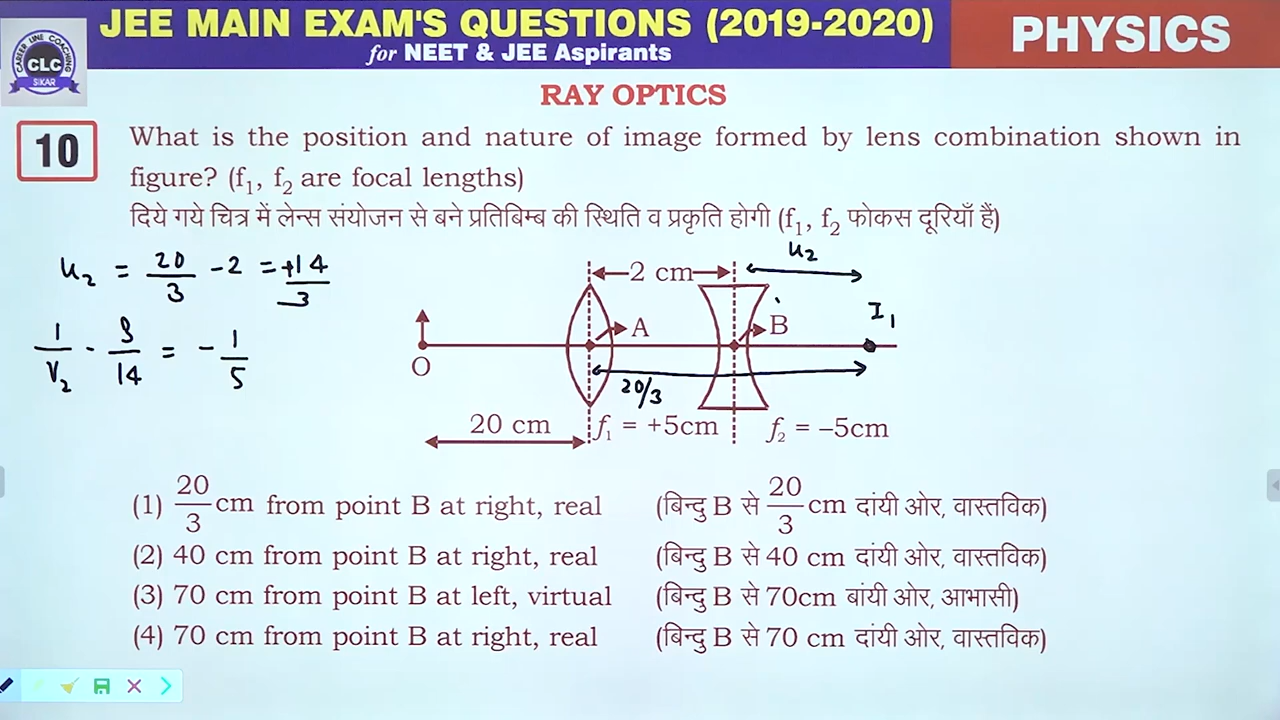 JEE MAIN EXAM'S QUESTIONS (2019-2020)
for NEET & JEE Aspirants
PHYSICS
CAREER LINE COACHING
CLC
SIKAR
RAY OPTICS
10
What is the position and nature of image formed by lens combination shown in
figure? (f₁, f₂ are focal lengths)
दिये गये चित्र में लेन्स संयोजन से बने प्रतिबिम्ब की स्थिति व प्रकृति होगी (f₁, f₂ फोकस दूरियाँ हैं)
u₂ = 20/3 - 2 = +14/3
1/V₂ - 3/14 = - 1/5
u₂
2 cm
I₁
A
B
O
20/3
20 cm
f₁ = +5cm
f₂ = –5cm
(1) 20/3 cm from point B at right, real (बिन्दु B से 20/3 cm दांयी ओर, वास्तविक)
(2) 40 cm from point B at right, real (बिन्दु B से 40 cm दांयी ओर, वास्तविक)
(3) 70 cm from point B at left, virtual (बिन्दु B से 70cm बांयी ओर, आभासी)
(4) 70 cm from point B at right, real (बिन्दु B से 70 cm दांयी ओर, वास्तविक)